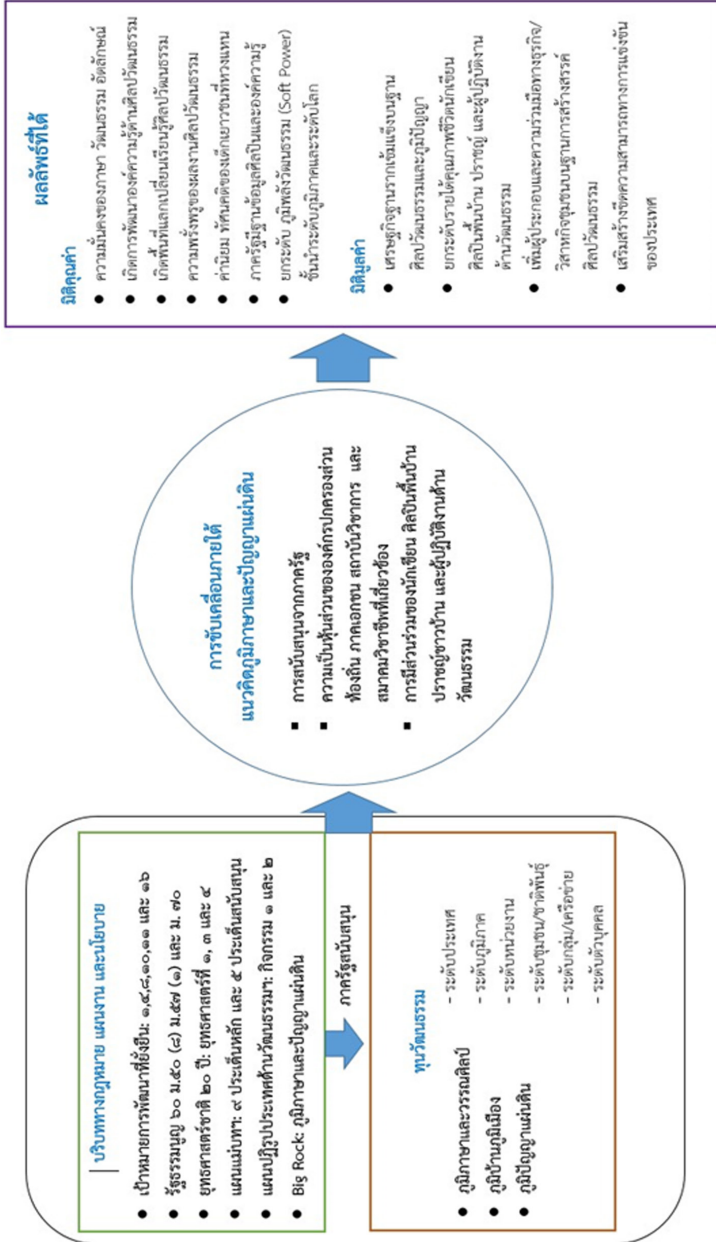 บริบททางกฎหมาย แผนงาน และนโยบาย
● เป้าหมายการพัฒนาที่ยั่งยืน: ๑,๔,๘,๑๐,๑๑ และ ๑๖
● รัฐธรรมนูญ ๖๐ ม.๕๐ (๘) ม.๕๗ (๑) และ ม. ๗๐
● ยุทธศาสตร์ชาติ ๒๐ ปี: ยุทธศาสตร์ที่ ๑, ๓ และ ๔
● แผนแม่บทฯ: ๙ ประเด็นหลัก และ ๕ ประเด็นสนับสนุน
● แผนปฏิรูปประเทศด้านวัฒนธรรมฯ: กิจกรรม ๑ และ ๒
● Big Rock: ภูมิภาษาและปัญญาแผ่นดิน
ภาครัฐสนับสนุน
ทุนวัฒนธรรม
● ภูมิภาษาและวรรณศิลป์
● ภูมิบ้านภูมิเมือง
● ภูมิปัญญาแผ่นดิน
- ระดับประเทศ
- ระดับภูมิภาค
- ระดับหน่วยงาน
- ระดับชุมชน/ชาติพันธุ์
- ระดับกลุ่ม/เครือข่าย
- ระดับตัวบุคคล
การขับเคลื่อนภายใต้
แนวคิดภูมิภาษาและปัญญาแผ่นดิน
▪ การสนับสนุนจากภาครัฐ
▪ ความเป็นหุ้นส่วนขององค์กรปกครองส่วน
ท้องถิ่น ภาคเอกชน สถาบันวิชาการ และ
สมาคมวิชาชีพที่เกี่ยวข้อง
▪ การมีส่วนร่วมของนักเขียน ศิลปินพื้นบ้าน
ปราชญ์ชาวบ้าน และผู้ปฏิบัติงานด้าน
วัฒนธรรม
ผลลัพธ์ที่ได้
มิติคุณค่า
● ความมั่นคงของภาษา วัฒนธรรม อัตลักษณ์
● เกิดการพัฒนาองค์ความรู้ด้านศิลปวัฒนธรรม
● เกิดพื้นที่แลกเปลี่ยนเรียนรู้ศิลปวัฒนธรรม
● ความพรั่งพรูของผลงานศิลปวัฒนธรรม
● ค่านิยม ทัศนคติของเด็กเยาวชนที่หวงแหน
● ภาครัฐมีฐานข้อมูลศิลปินและองค์ความรู้
● ยกระดับ ภูมิพลังวัฒนธรรม (Soft Power)
ชั้นนำระดับภูมิภาคและระดับโลก
มิติมูลค่า
● เศรษฐกิจฐานรากเข้มแข็งบนฐาน
ศิลปวัฒนธรรมและภูมิปัญญา
● ยกระดับรายได้คุณภาพชีวิตนักเขียน
ศิลปินพื้นบ้าน ปราชญ์ และผู้ปฏิบัติงาน
ด้านวัฒนธรรม
● เพิ่มผู้ประกอบและความร่วมมือทางธุรกิจ/
วิสาหกิจชุมชนบนฐานการสร้างสรรค์
ศิลปวัฒนธรรม
● เสริมสร้างขีดความสามารถทางการแข่งขัน
ของประเทศ